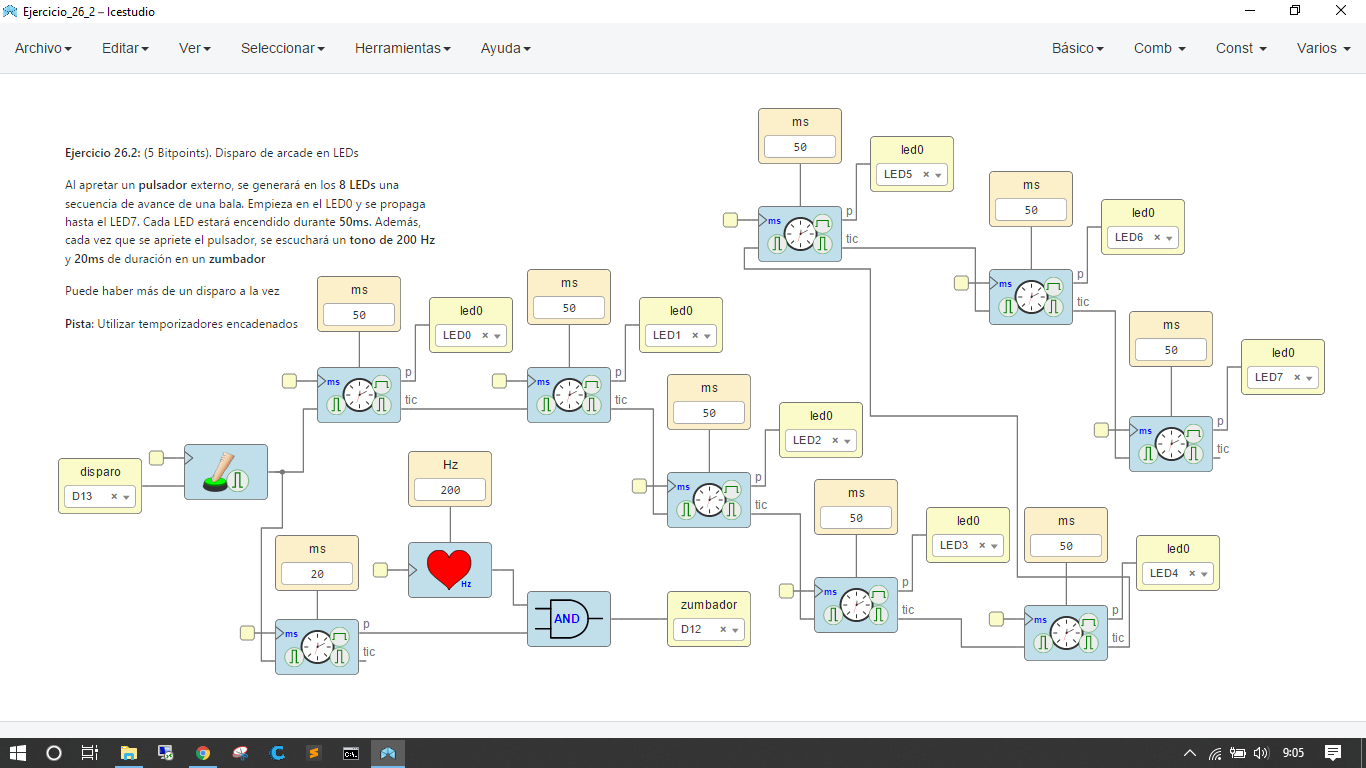 Ejercicio_26_2 – Icestudio
Archivo Editar Ver Seleccionar Herramientas Ayuda Básico Comb Const Varios
Ejercicio 26.2: (5 Bitpoints). Disparo de arcade en LEDs
Al apretar un pulsador externo, se generará en los 8 LEDs una
secuencia de avance de una bala. Empieza en el LED0 y se propaga
hasta el LED7. Cada LED estará encendido durante 50ms. Además,
cada vez que se apriete el pulsador, se escuchará un tono de 200 Hz
y 20ms de duración en un zumbador
Puede haber más de un disparo a la vez
Pista: Utilizar temporizadores encadenados
ms
50
led0
LED0
ms
p
tic
ms
50
led0
LED1
ms
p
tic
ms
50
led0
LED2
ms
p
tic
ms
50
led0
LED3
ms
p
tic
ms
50
led0
LED4
ms
p
tic
ms
50
led0
LED5
ms
p
tic
ms
50
led0
LED6
ms
p
tic
ms
50
led0
LED7
ms
p
tic
disparo
D13
Hz
200
Hz
ms
20
ms
p
tic
AND
zumbador
D12
9:05